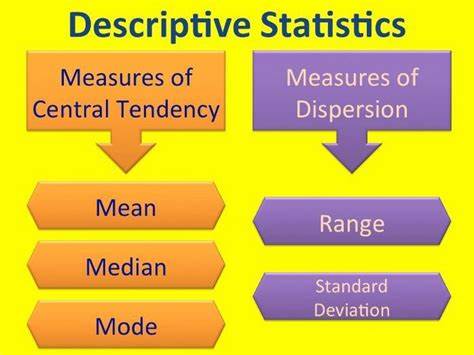 Descriptive Statistics
Measures of
Central Tendency
Mean
Median
Mode
Measures of
Dispersion
Range
Standard
Deviation